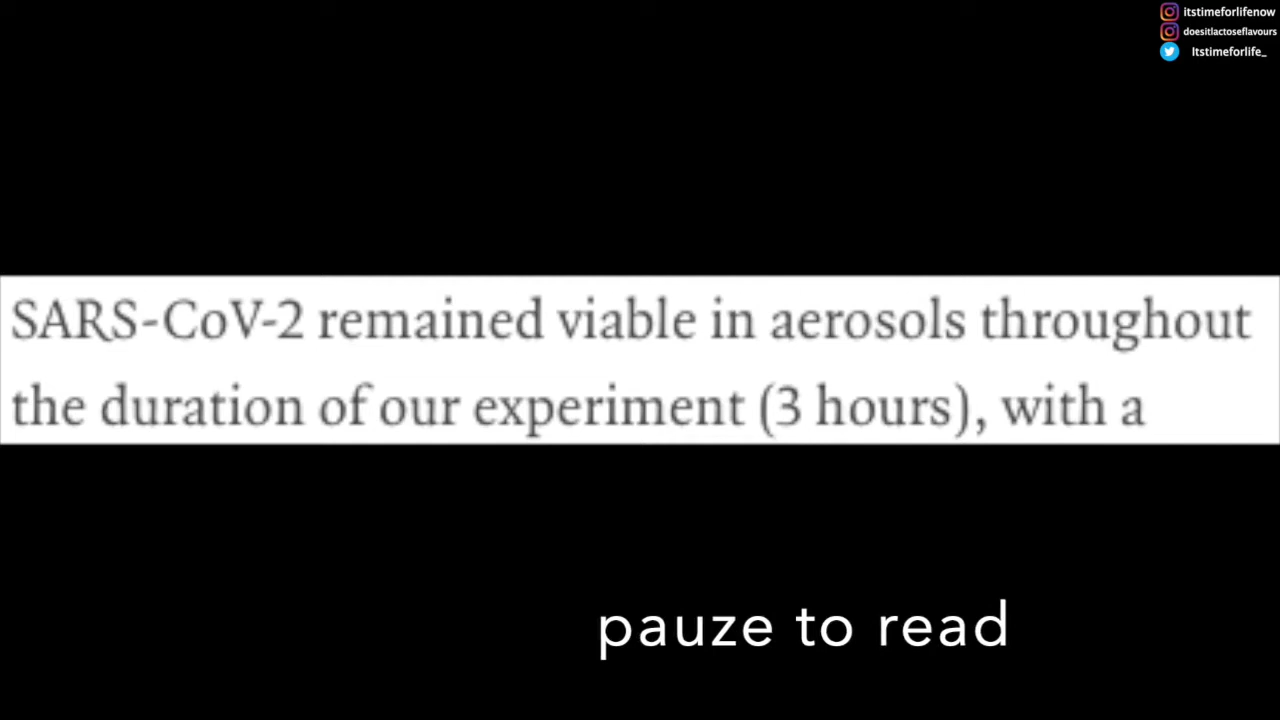 itstimeforlifenow
doesitlactoseflavours
Itstimeforlife_
SARS-CoV-2 remained viable in aerosols throughout
the duration of our experiment (3 hours), with a
pauze to read